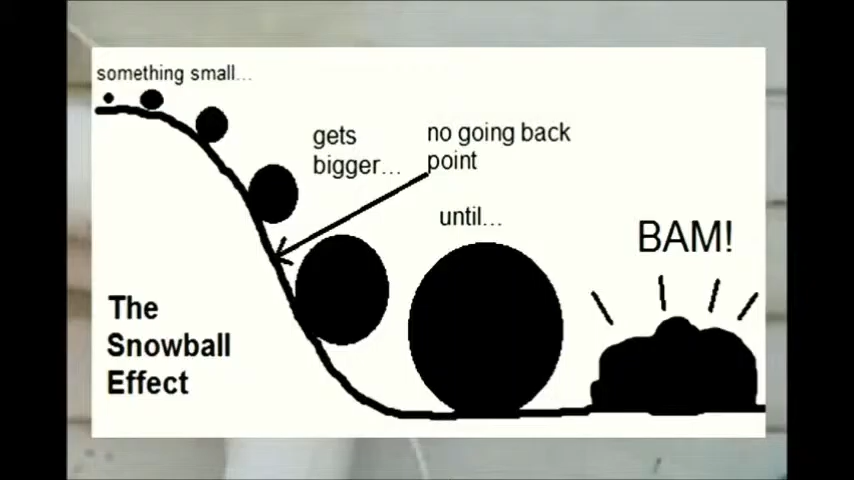 something small...
gets
bigger...
no going back
point
until...
BAM!
The
Snowball
Effect